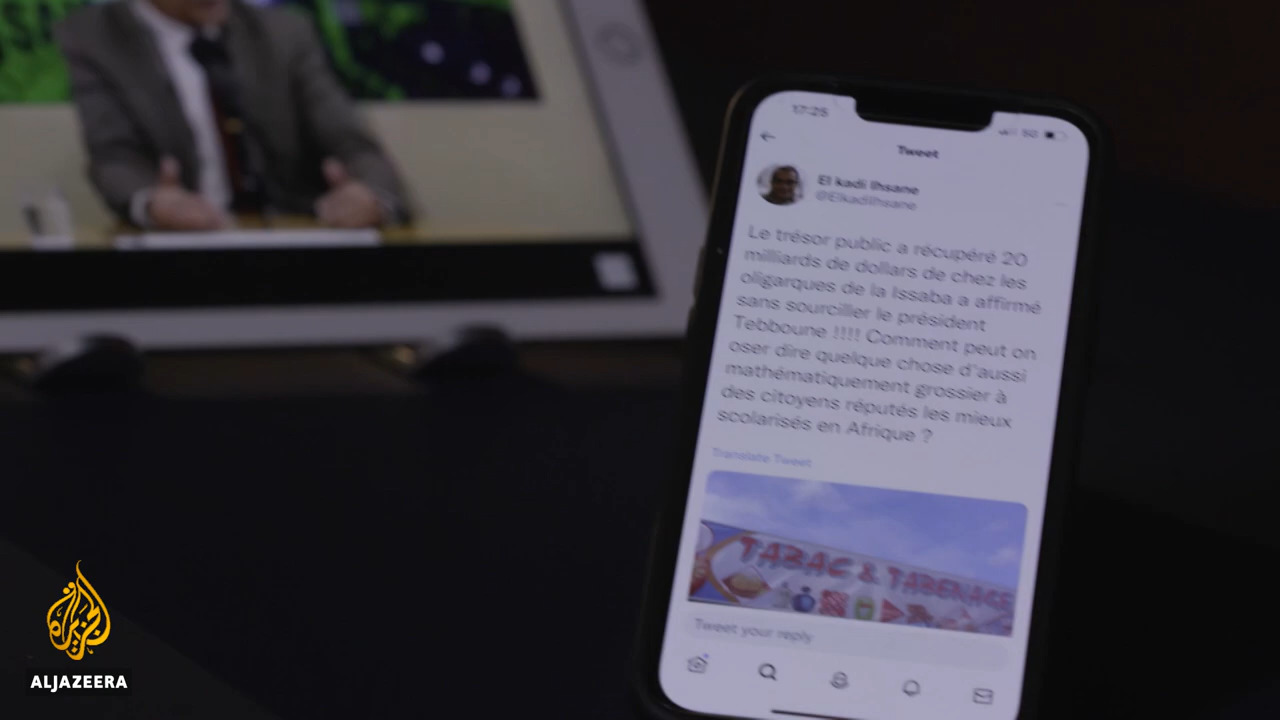 17:25
5G
Tweet
El kadi Ihsane
@ElkadiIhsane
Le trésor public a récupéré 20
milliards de dollars de chez les
oligarques de la Issaba a affirmé
sans sourciller le président
Tebboune !!!! Comment peut on
oser dire quelque chose d'aussi
mathématiquement grossier à
des citoyens réputés les mieux
scolarisés en Afrique ?
Translate Tweet
TABAC & TABENAGE
Tweet your reply
ALJAZEERA